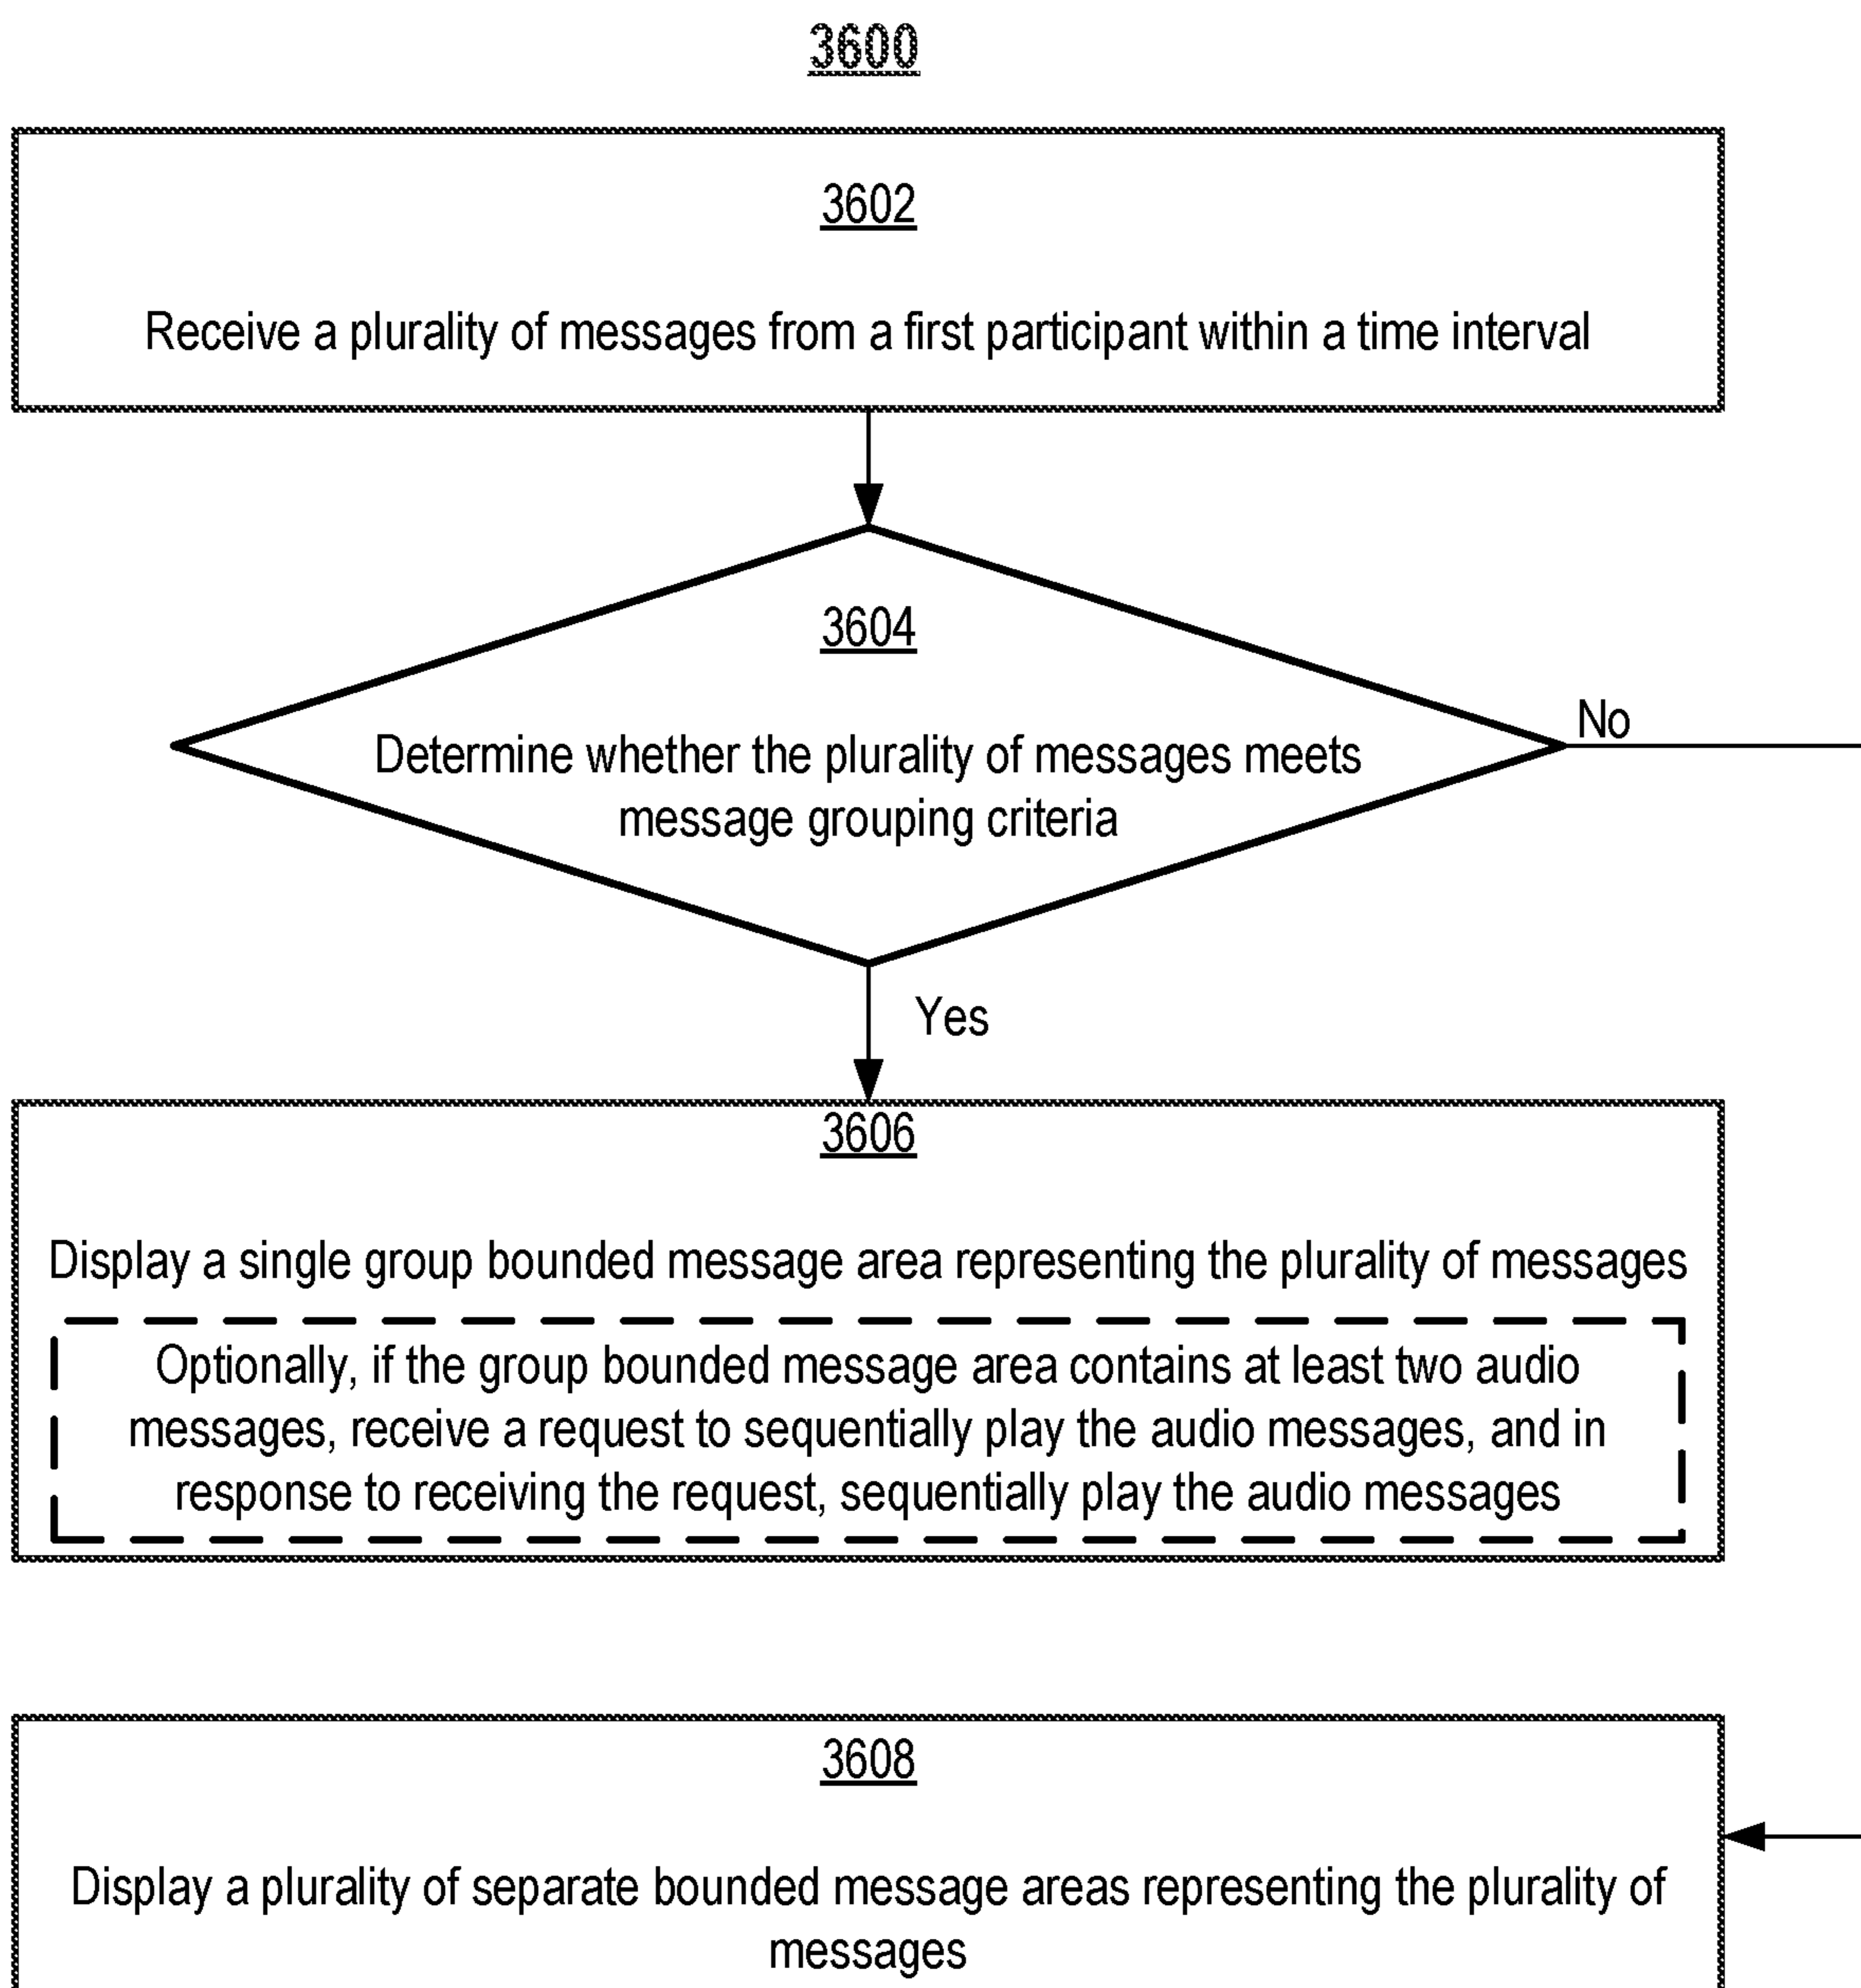 3600
3602
Receive a plurality of messages from a first participant within a time interval
3604
Determine whether the plurality of messages meets
message grouping criteria
No
Yes
3606
Display a single group bounded message area representing the plurality of messages
Optionally, if the group bounded message area contains at least two audio
messages, receive a request to sequentially play the audio messages, and in
response to receiving the request, sequentially play the audio messages
3608
Display a plurality of separate bounded message areas representing the plurality of
messages